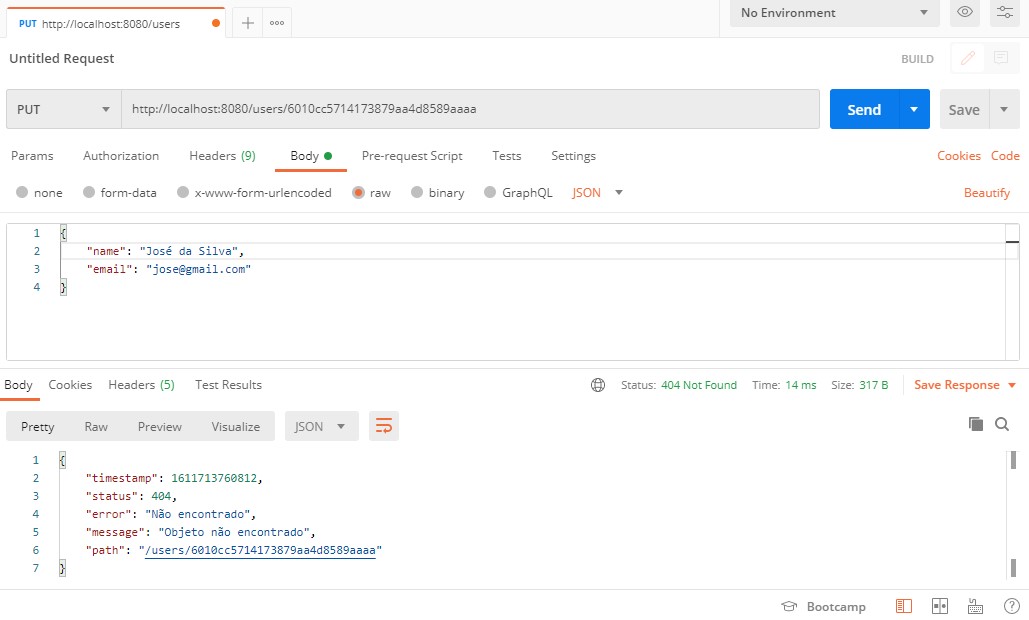 PUT http://localhost:8080/users
No Environment
Untitled Request
BUILD
PUT http://localhost:8080/users/6010cc5714173879aa4d8589aaaa Send Save
Params Authorization Headers (9) Body Pre-request Script Tests Settings Cookies Code
none form-data x-www-form-urlencoded raw binary GraphQL JSON Beautify
1 {
2 "name": "José da Silva",
3 "email": "jose@gmail.com"
4 }
Body Cookies Headers (5) Test Results Status: 404 Not Found Time: 14 ms Size: 317 B Save Response
Pretty Raw Preview Visualize JSON
1 {
2 "timestamp": 1611713760812,
3 "status": 404,
4 "error": "Não encontrado",
5 "message": "Objeto não encontrado",
6 "path": "/users/6010cc5714173879aa4d8589aaaa"
7 }
Bootcamp